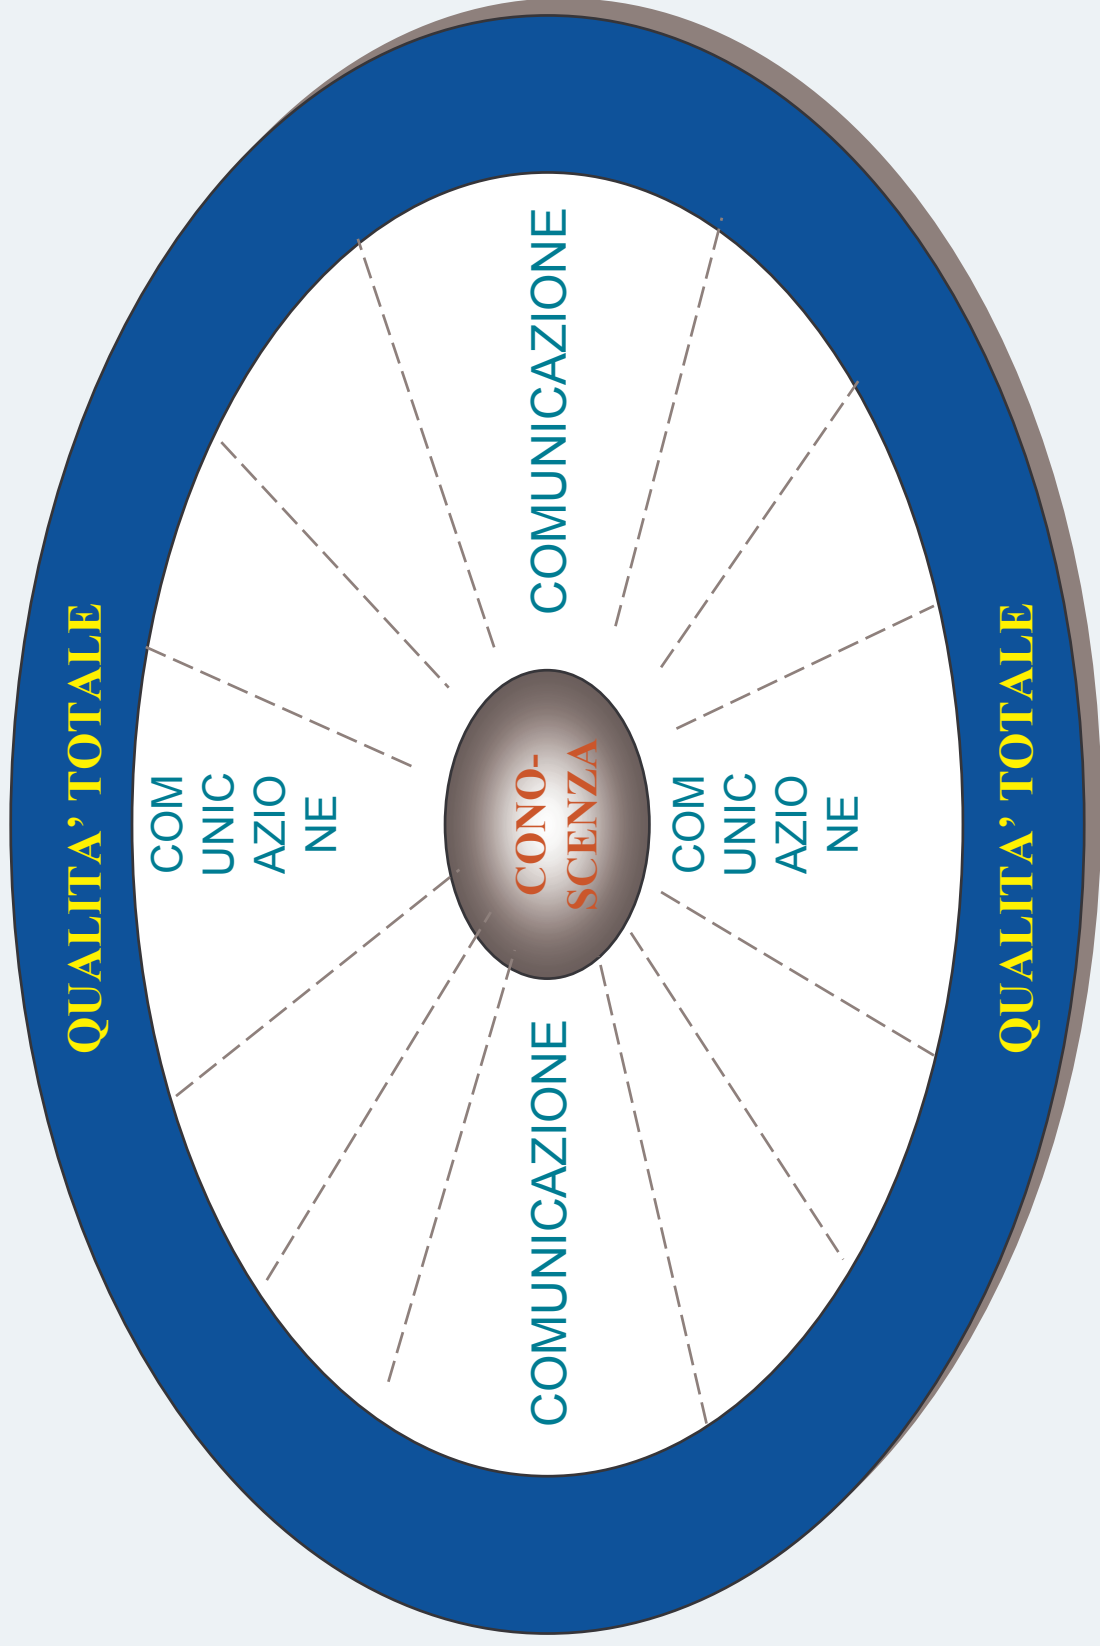 QUALITA’ TOTALE
COM
UNIC
AZIO
NE
COMUNICAZIONE
CONO-
SCENZA
COMUNICAZIONE
COM
UNIC
AZIO
NE
QUALITA’ TOTALE